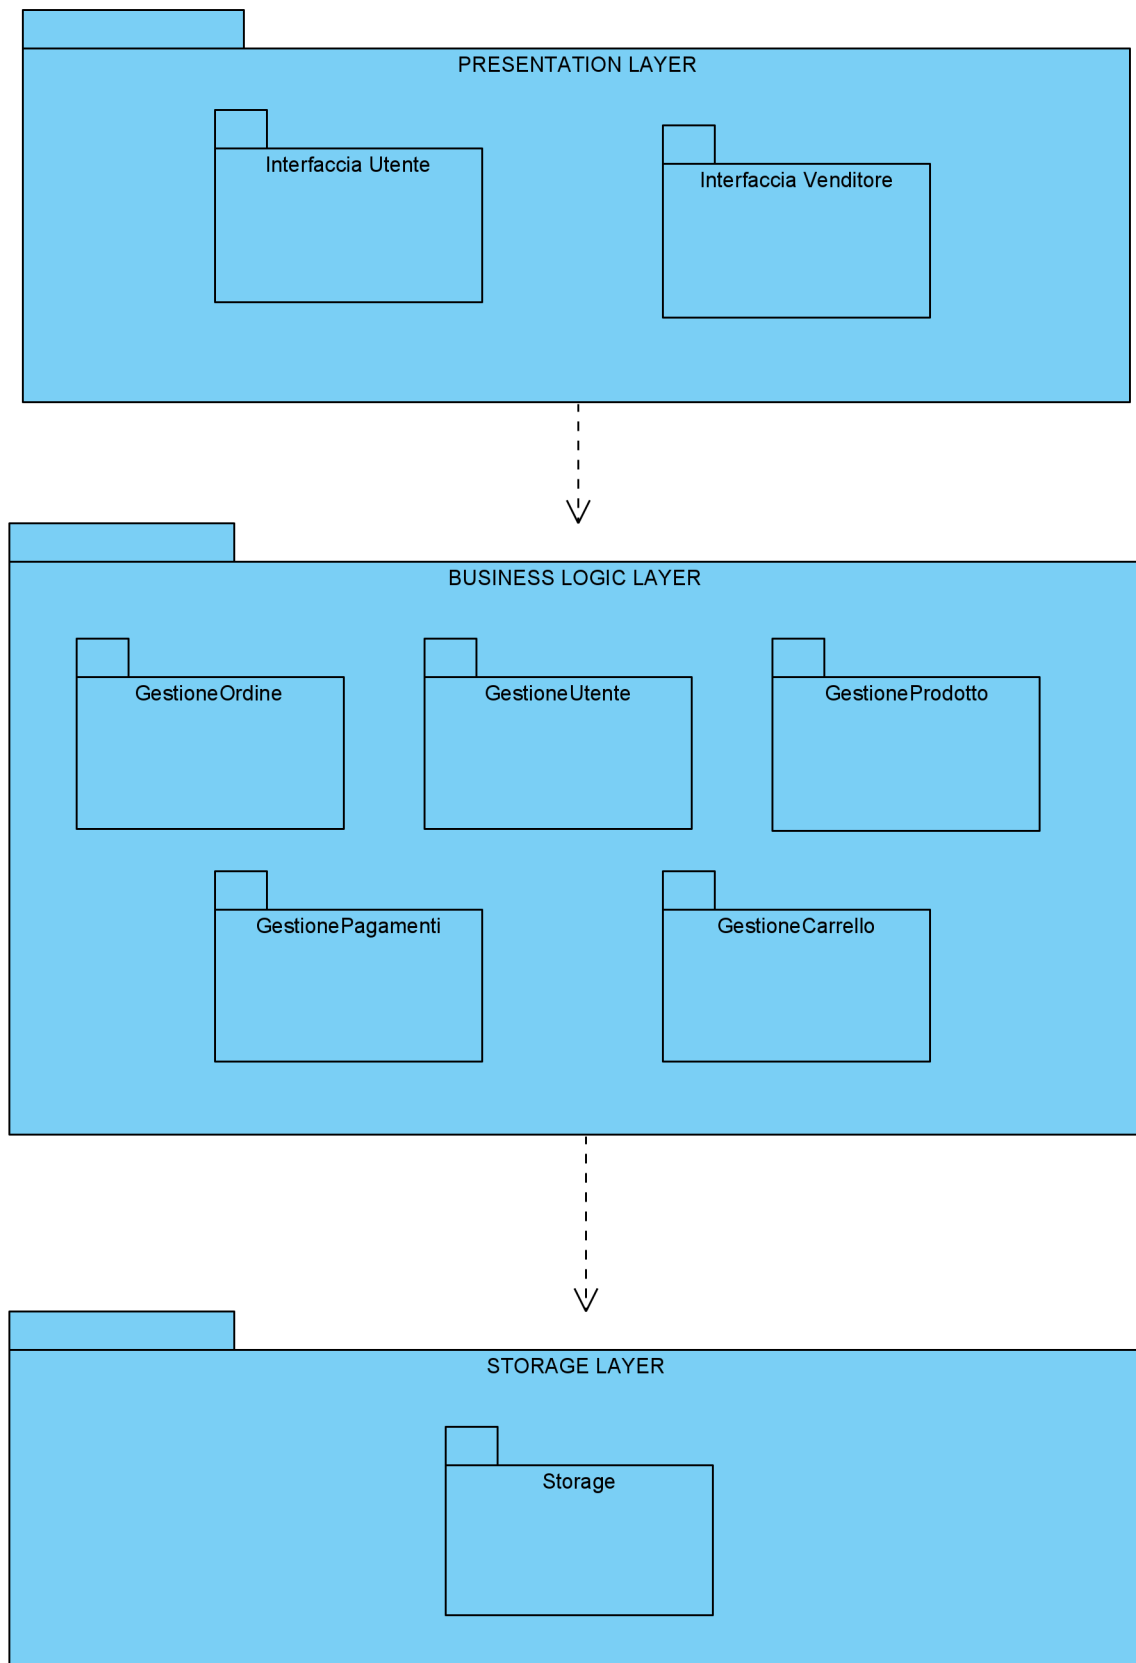 PRESENTATION LAYER
Interfaccia Utente
Interfaccia Venditore
BUSINESS LOGIC LAYER
GestioneOrdine
GestioneUtente
GestioneProdotto
GestionePagamenti
GestioneCarrello
STORAGE LAYER
Storage